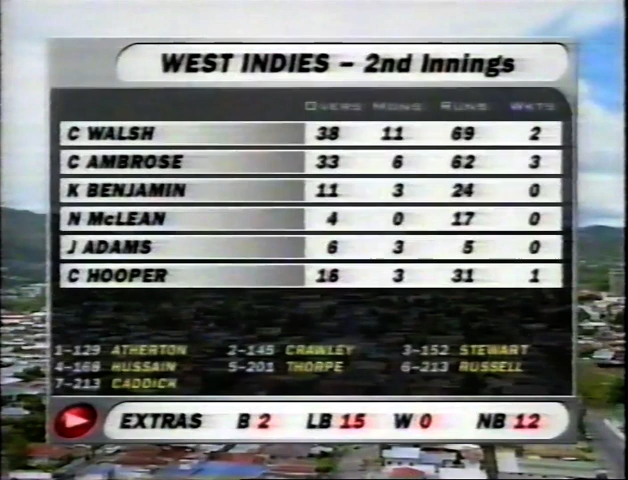 WEST INDIES – 2nd Innings
OVERS MDNS RUNS WKTS
C WALSH 38 11 69 2
C AMBROSE 33 6 62 3
K BENJAMIN 11 3 24 0
N McLEAN 4 0 17 0
J ADAMS 6 3 5 0
C HOOPER 16 3 31 1
1-129 ATHERTON 2-145 CRAWLEY 3-152 STEWART
4-168 HUSSAIN 5-201 THORPE 6-213 RUSSELL
7-213 CADDICK
EXTRAS B 2 LB 15 W 0 NB 12